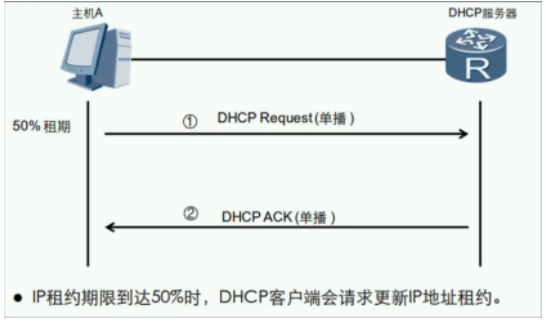 主机A
DHCP服务器
R
50% 租期
① DHCP Request(单播)
② DHCP ACK(单播)
● IP租约期限到达50%时，DHCP客户端会请求更新IP地址租约。